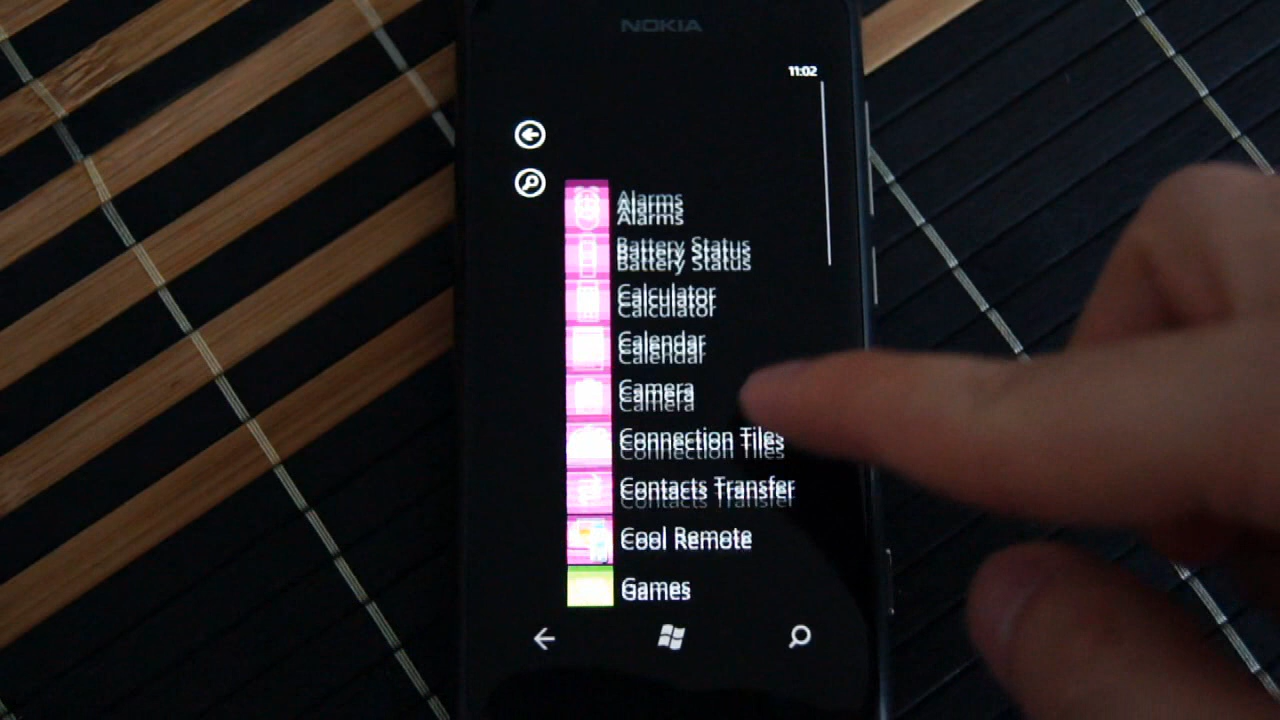 NOKIA
11:02
Alarms
Battery Status
Calculator
Calendar
Camera
Connection Tiles
Contacts Transfer
Cool Remote
Games